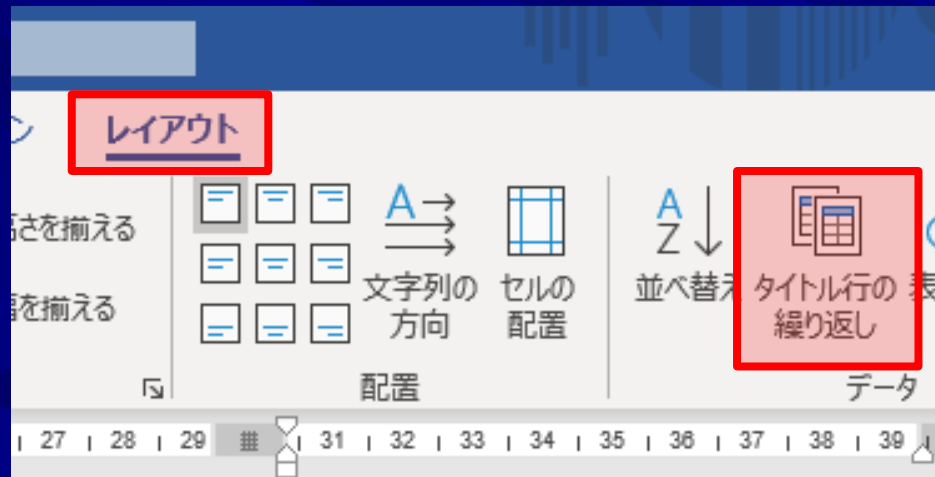 ン レイアウト
高さを揃える
幅を揃える
文字列の
方向
セルの
配置
A
Z
並べ替え
タイトル行の
繰り返し
表
配置
データ
27 28 29 31 32 33 34 35 36 37 38 39